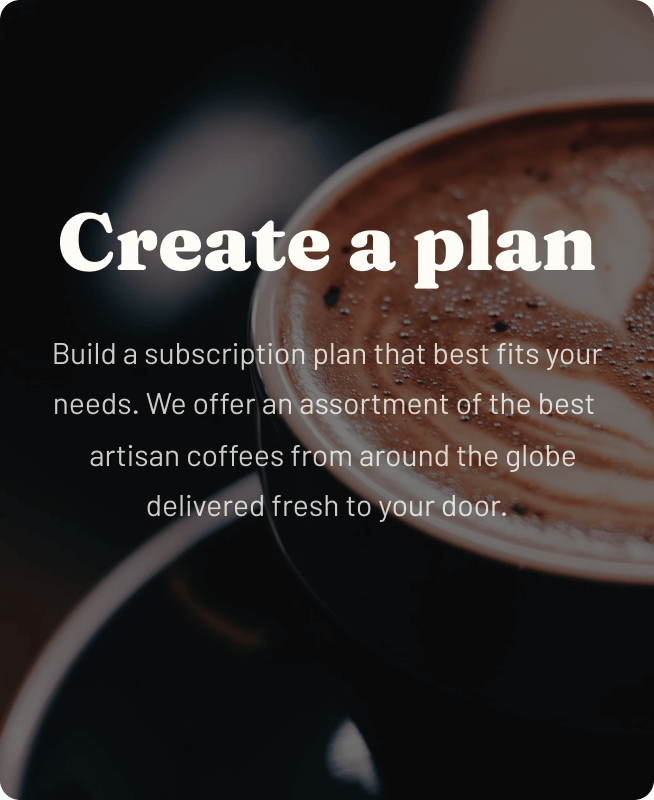 Create a plan
Build a subscription plan that best fits your
needs. We offer an assortment of the best
artisan coffees from around the globe
delivered fresh to your door.